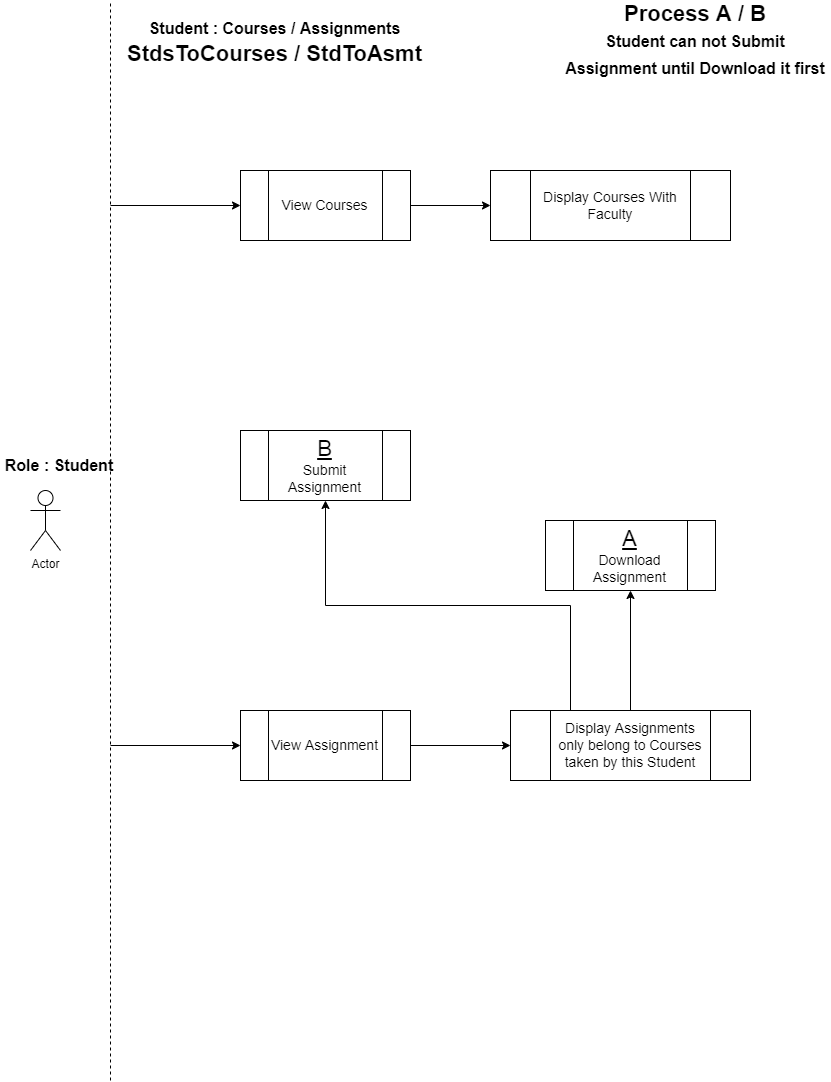 Student : Courses / Assignments
StdsToCourses / StdToAsmt
Process A / B
Student can not Submit
Assignment until Download it first
View Courses
Display Courses With
Faculty
Role : Student
Actor
B
Submit
Assignment
A
Download
Assignment
View Assignment
Display Assignments
only belong to Courses
taken by this Student